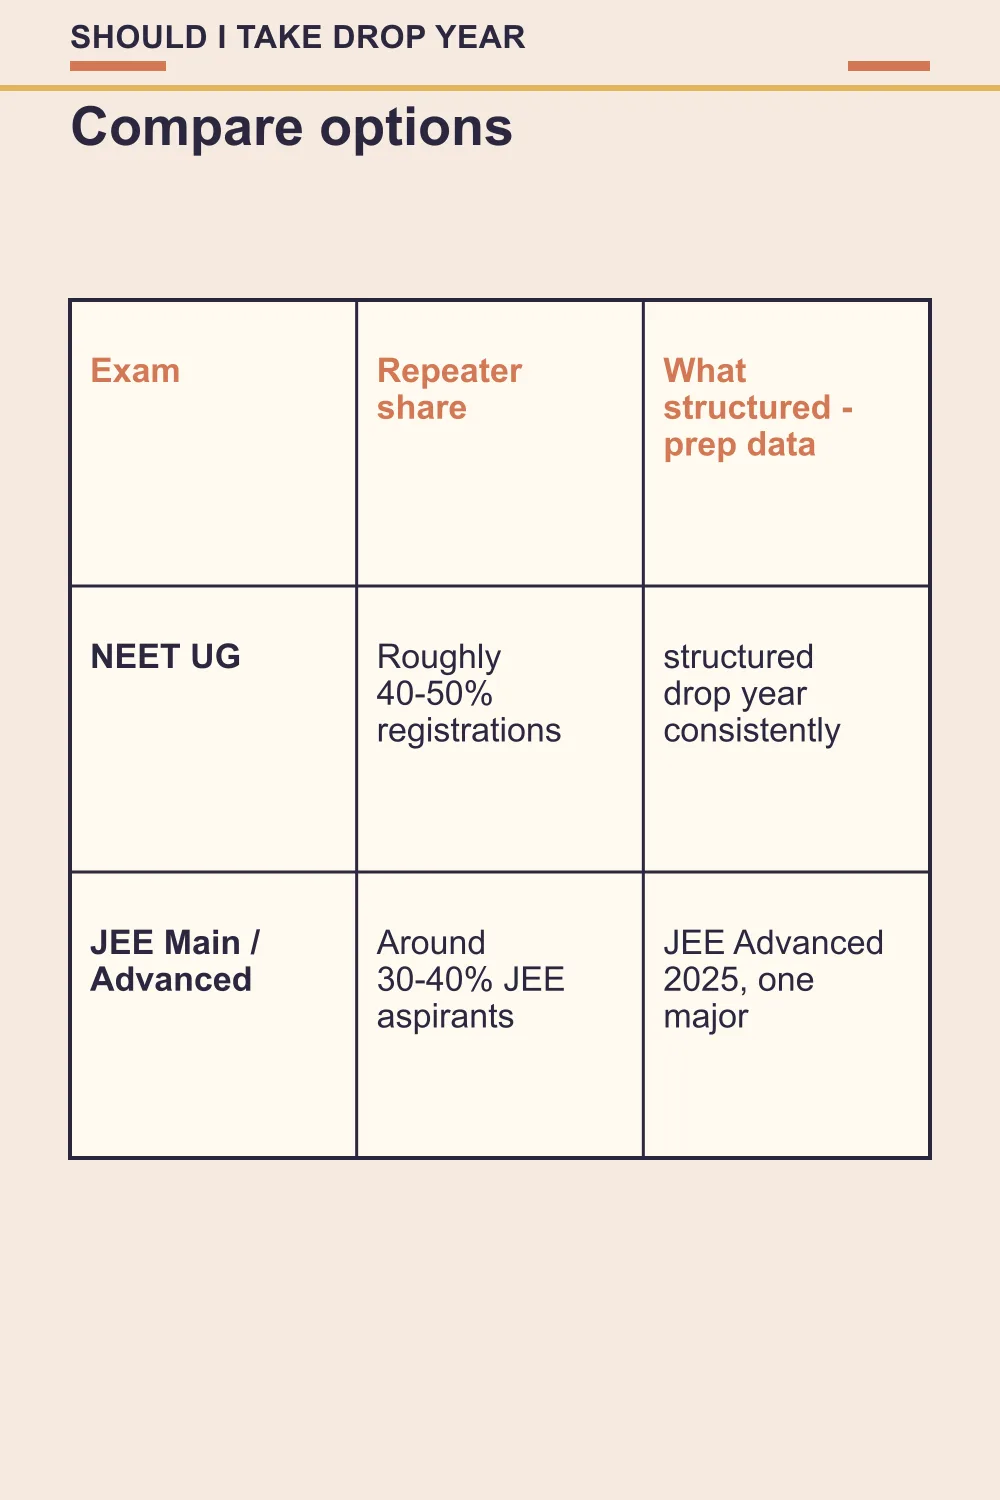 SHOULD I TAKE DROP YEAR
Compare options
Exam
Repeater
share
What
structured -
prep data
NEET UG
Roughly
40-50%
registrations
structured
drop year
consistently
JEE Main /
Advanced
Around
30-40% JEE
aspirants
JEE Advanced
2025, one
major